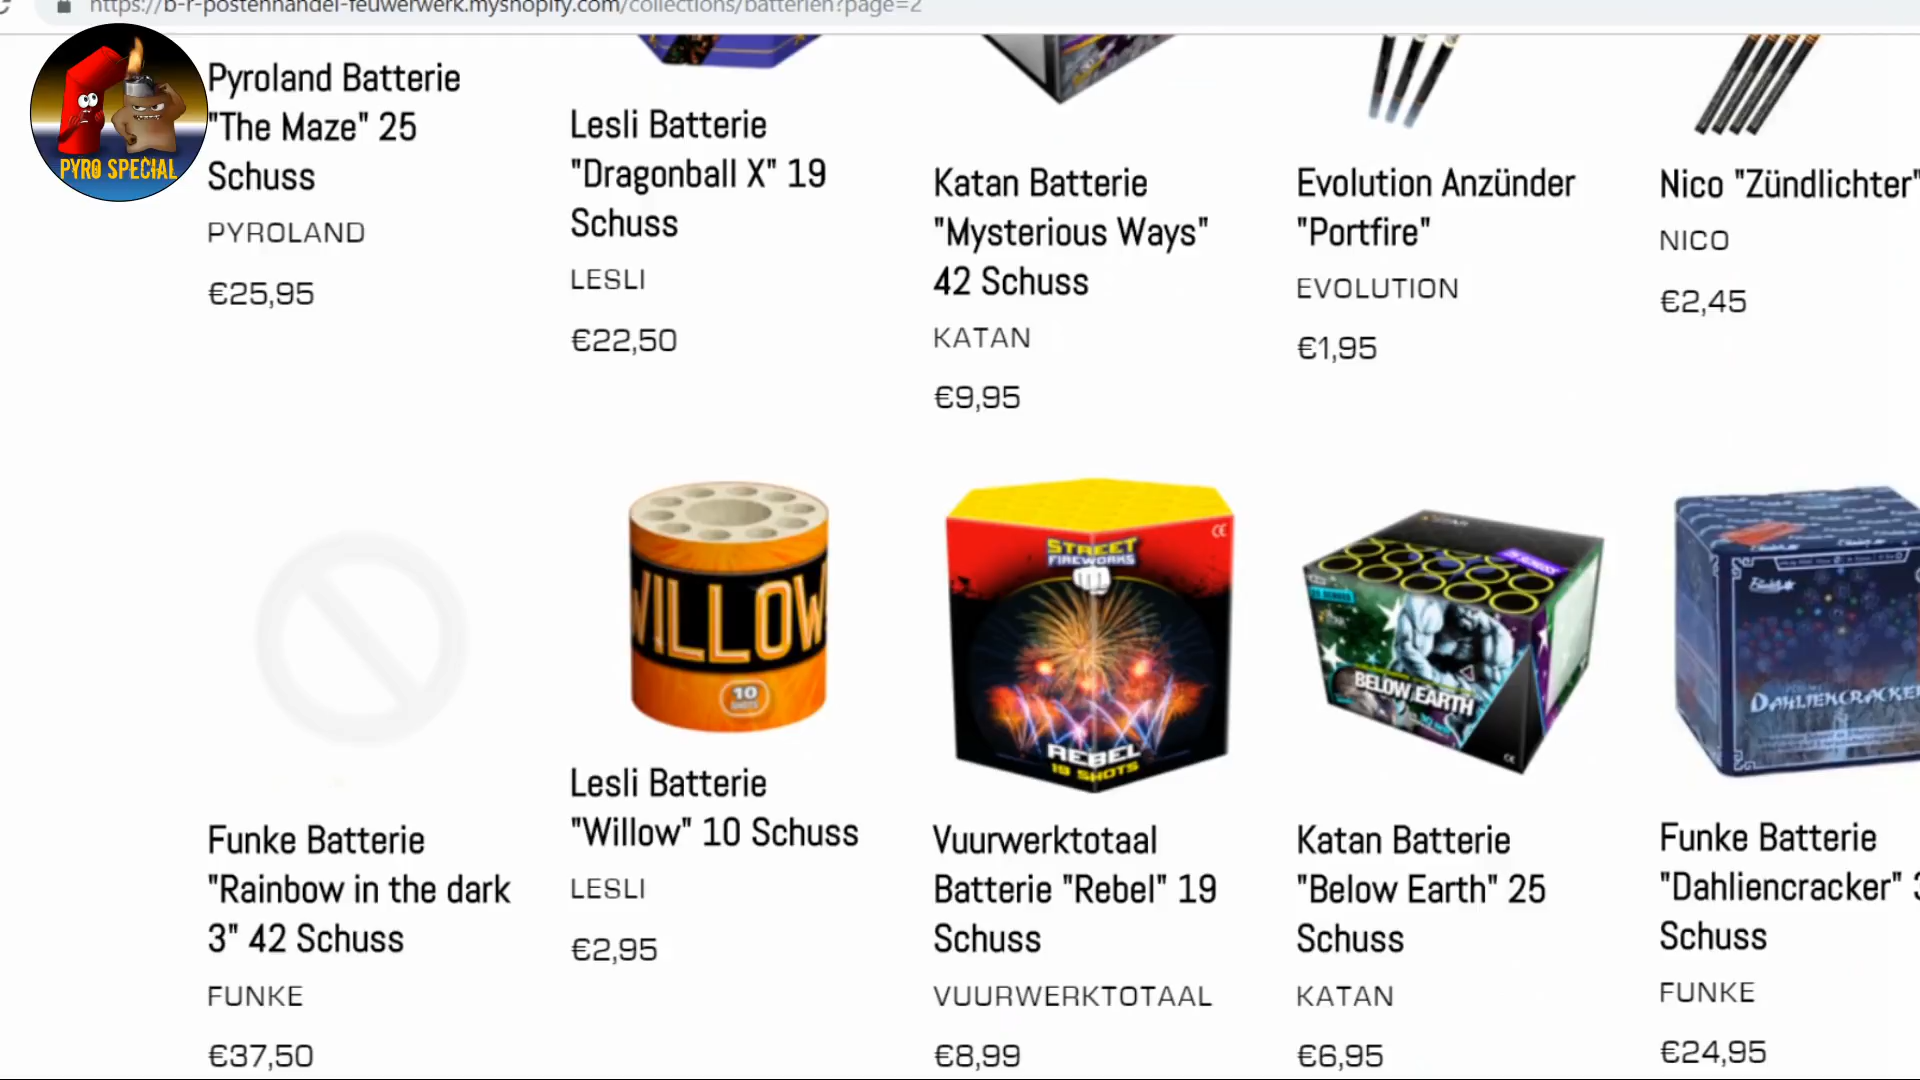 https://b-r-postenhandel-feuwerwerk.myshopify.com/collections/batterien?page=2
PYRO SPECIAL
Pyroland Batterie
"The Maze" 25
Schuss
PYROLAND
€25,95
Lesli Batterie
"Dragonball X" 19
Schuss
LESLI
€22,50
Katan Batterie
"Mysterious Ways"
42 Schuss
KATAN
€9,95
Evolution Anzünder
"Portfire"
EVOLUTION
€1,95
Nico "Zündlichter"
NICO
€2,45
Funke Batterie
"Rainbow in the dark
3" 42 Schuss
FUNKE
€37,50
WILLOW
10
SHOTS
Lesli Batterie
"Willow" 10 Schuss
LESLI
€2,95
CE
STREET
FIREWORKS
REBEL
19 SHOTS
Vuurwerktotaal
Batterie "Rebel" 19
Schuss
VUURWERKTOTAAL
€8,99
BELOW EARTH
CE
Katan Batterie
"Below Earth" 25
Schuss
KATAN
€6,95
Funke
DAHLIENCRACKER
Funke Batterie
"Dahliencracker"
Schuss
FUNKE
€24,95